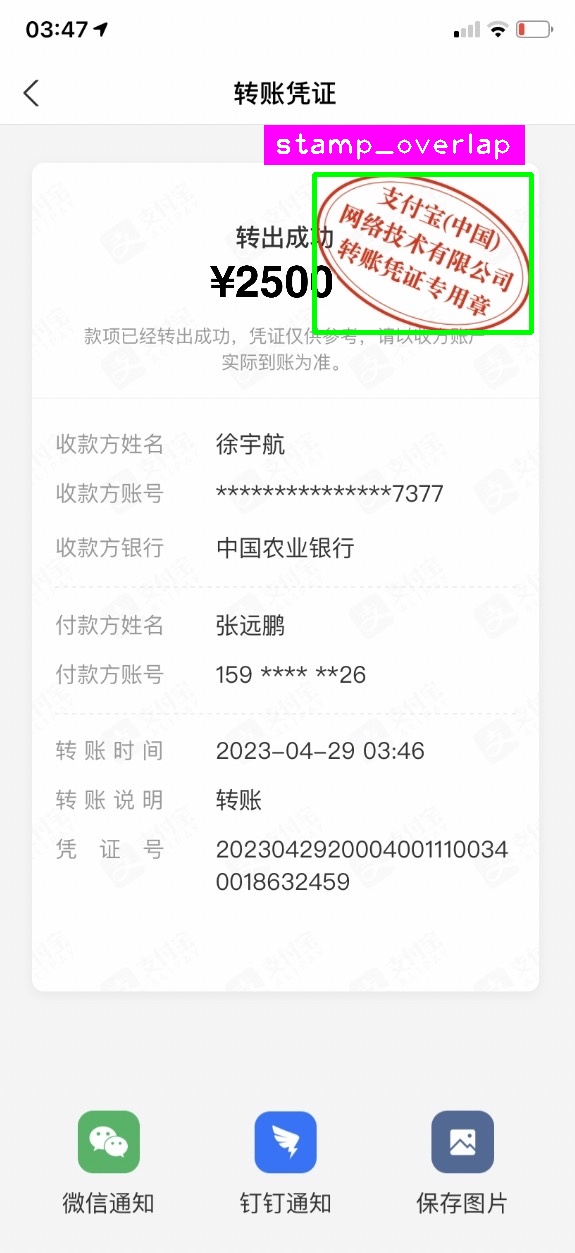 03:47
转账凭证
stamp_overlap
支付宝(中国)
网络技术有限公司
转账凭证专用章
转出成功
¥2500
款项已经转出成功，凭证仅供参考，请以收方账户
实际到账为准。
收款方姓名 徐宇航
收款方账号 ***************7377
收款方银行 中国农业银行
付款方姓名 张远鹏
付款方账号 159 **** **26
转账时间 2023-04-29 03:46
转账说明 转账
凭证号 2023042920004001110034
0018632459
微信通知 钉钉通知 保存图片